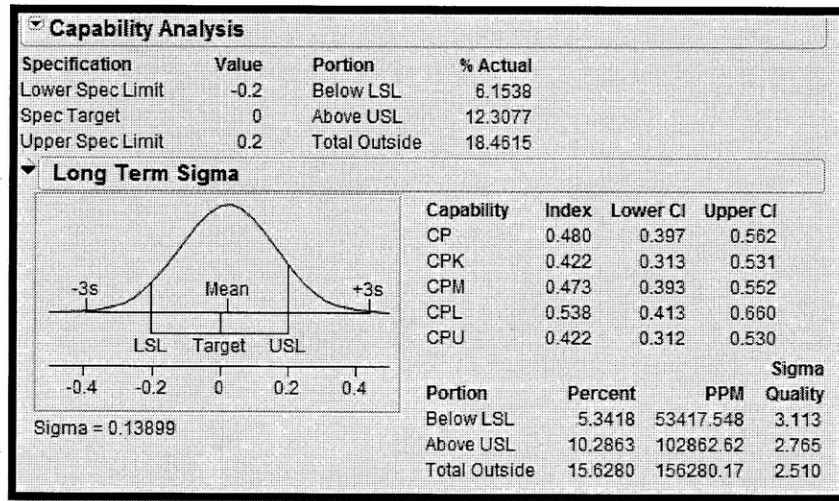 Capability Analysis
Specification Value Portion % Actual
Lower Spec Limit -0.2 Below LSL 6.1538
Spec Target 0 Above USL 12.3077
Upper Spec Limit 0.2 Total Outside 18.4615
Long Term Sigma
-3s Mean +3s
LSL Target USL
-0.4 -0.2 0 0.2 0.4
Sigma = 0.13899
Capability Index Lower CI Upper CI
CP 0.480 0.397 0.562
CPK 0.422 0.313 0.531
CPM 0.473 0.393 0.552
CPL 0.538 0.413 0.660
CPU 0.422 0.312 0.530
Sigma
Portion Percent PPM Quality
Below LSL 5.3418 53417.548 3.113
Above USL 10.2863 102862.62 2.765
Total Outside 15.6280 156280.17 2.510